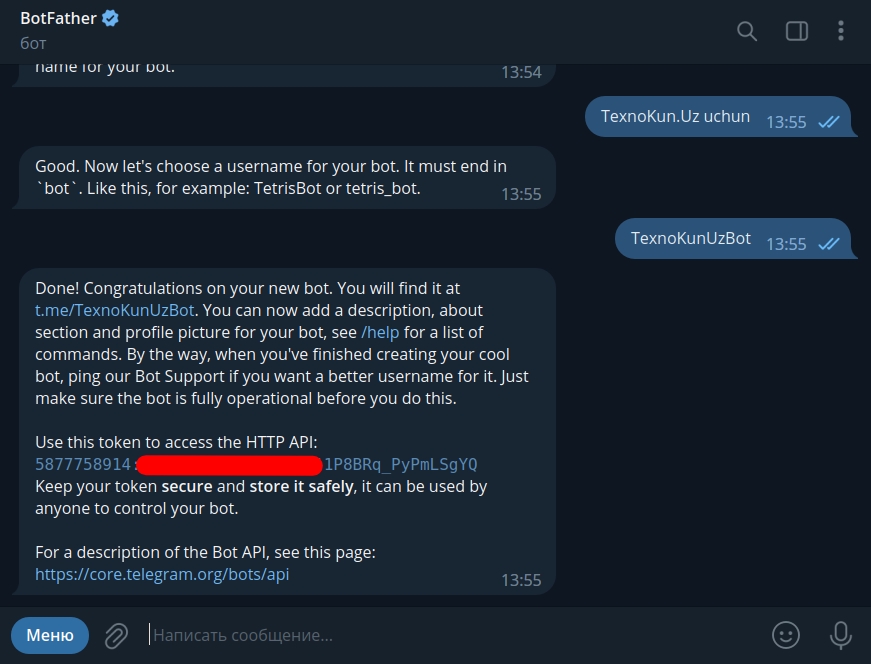 BotFather
бот
name for your bot.
13:54
TexnoKun.Uz uchun 13:55
Good. Now let's choose a username for your bot. It must end in
`bot`. Like this, for example: TetrisBot or tetris_bot.
13:55
TexnoKunUzBot 13:55
Done! Congratulations on your new bot. You will find it at
t.me/TexnoKunUzBot. You can now add a description, about
section and profile picture for your bot, see /help for a list of
commands. By the way, when you've finished creating your cool
bot, ping our Bot Support if you want a better username for it. Just
make sure the bot is fully operational before you do this.
Use this token to access the HTTP API:
5877758914: 1P8BRq_PyPmLSgYQ
Keep your token secure and store it safely, it can be used by
anyone to control your bot.
For a description of the Bot API, see this page:
https://core.telegram.org/bots/api
13:55
Меню
Написать сообщение...